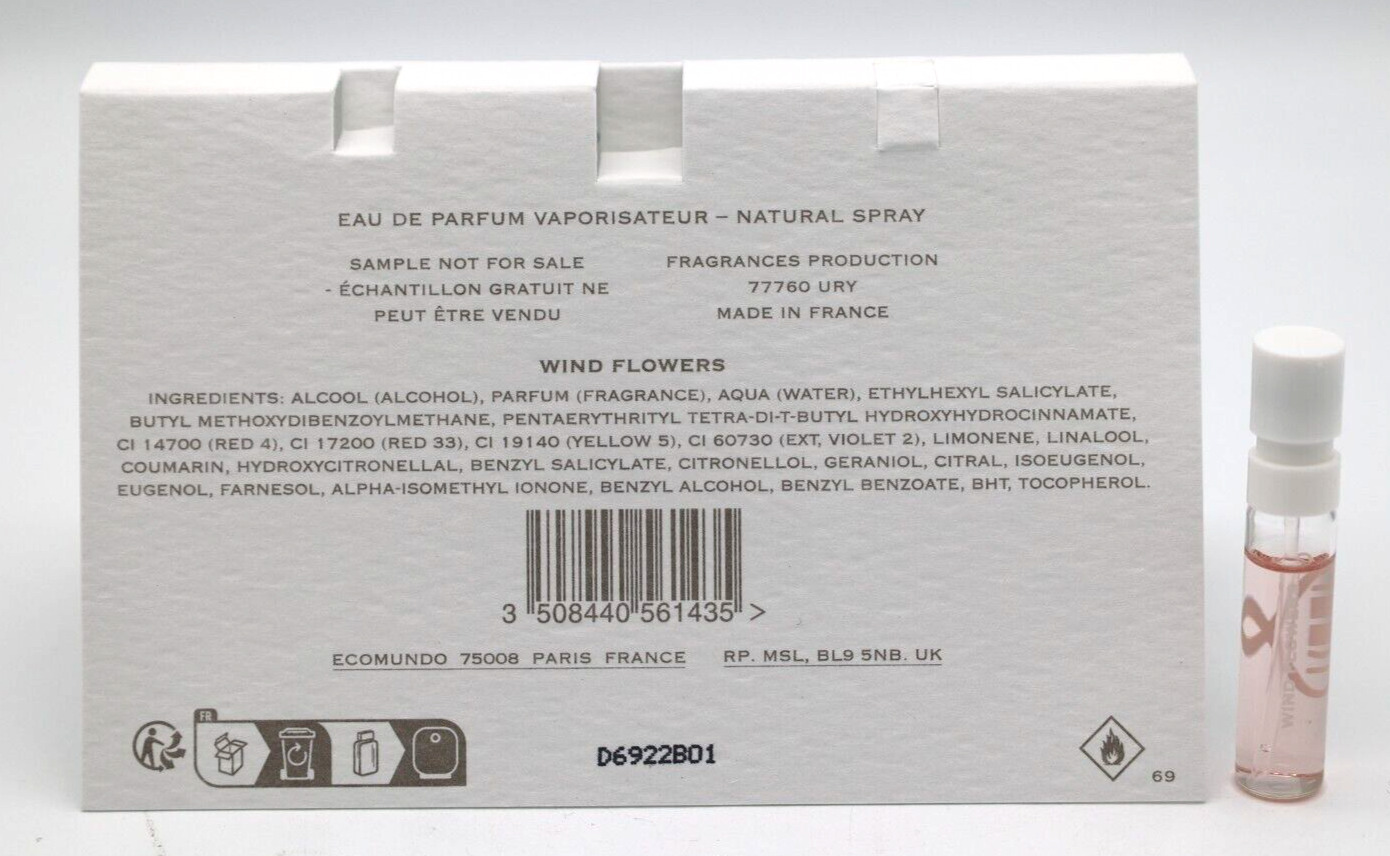 EAU DE PARFUM VAPORISATEUR – NATURAL SPRAY
SAMPLE NOT FOR SALE
- ÉCHANTILLON GRATUIT NE
PEUT ÊTRE VENDU
FRAGRANCES PRODUCTION
77760 URY
MADE IN FRANCE
WIND FLOWERS
INGREDIENTS: ALCOOL (ALCOHOL), PARFUM (FRAGRANCE), AQUA (WATER), ETHYLHEXYL SALICYLATE,
BUTYL METHOXYDIBENZOYLMETHANE, PENTAERYTHRITYL TETRA-DI-T-BUTYL HYDROXYHYDROCINNAMATE,
CI 14700 (RED 4), CI 17200 (RED 33), CI 19140 (YELLOW 5), CI 60730 (EXT, VIOLET 2), LIMONENE, LINALOOL,
COUMARIN, HYDROXYCITRONELLAL, BENZYL SALICYLATE, CITRONELLOL, GERANIOL, CITRAL, ISOEUGENOL,
EUGENOL, FARNESOL, ALPHA-ISOMETHYL IONONE, BENZYL ALCOHOL, BENZYL BENZOATE, BHT, TOCOPHEROL.
3 508440 561435 >
ECOMUNDO 75008 PARIS FRANCE
RP. MSL, BL9 5NB. UK
FR
D6922B01
69
WIND